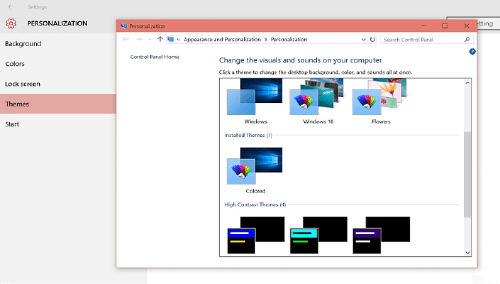 Settings
PERSONALIZATION
Background
Colors
Lock screen
Themes
Start
Personalization
Appearance and Personalization › Personalization
Search Control Panel
Setting
Control Panel Home
Change the visuals and sounds on your computer
Click a theme to change the desktop background, color, and sounds all at once.
Windows
Windows 10
Flowers
Installed Themes (1)
Colored
High Contrast Themes (4)